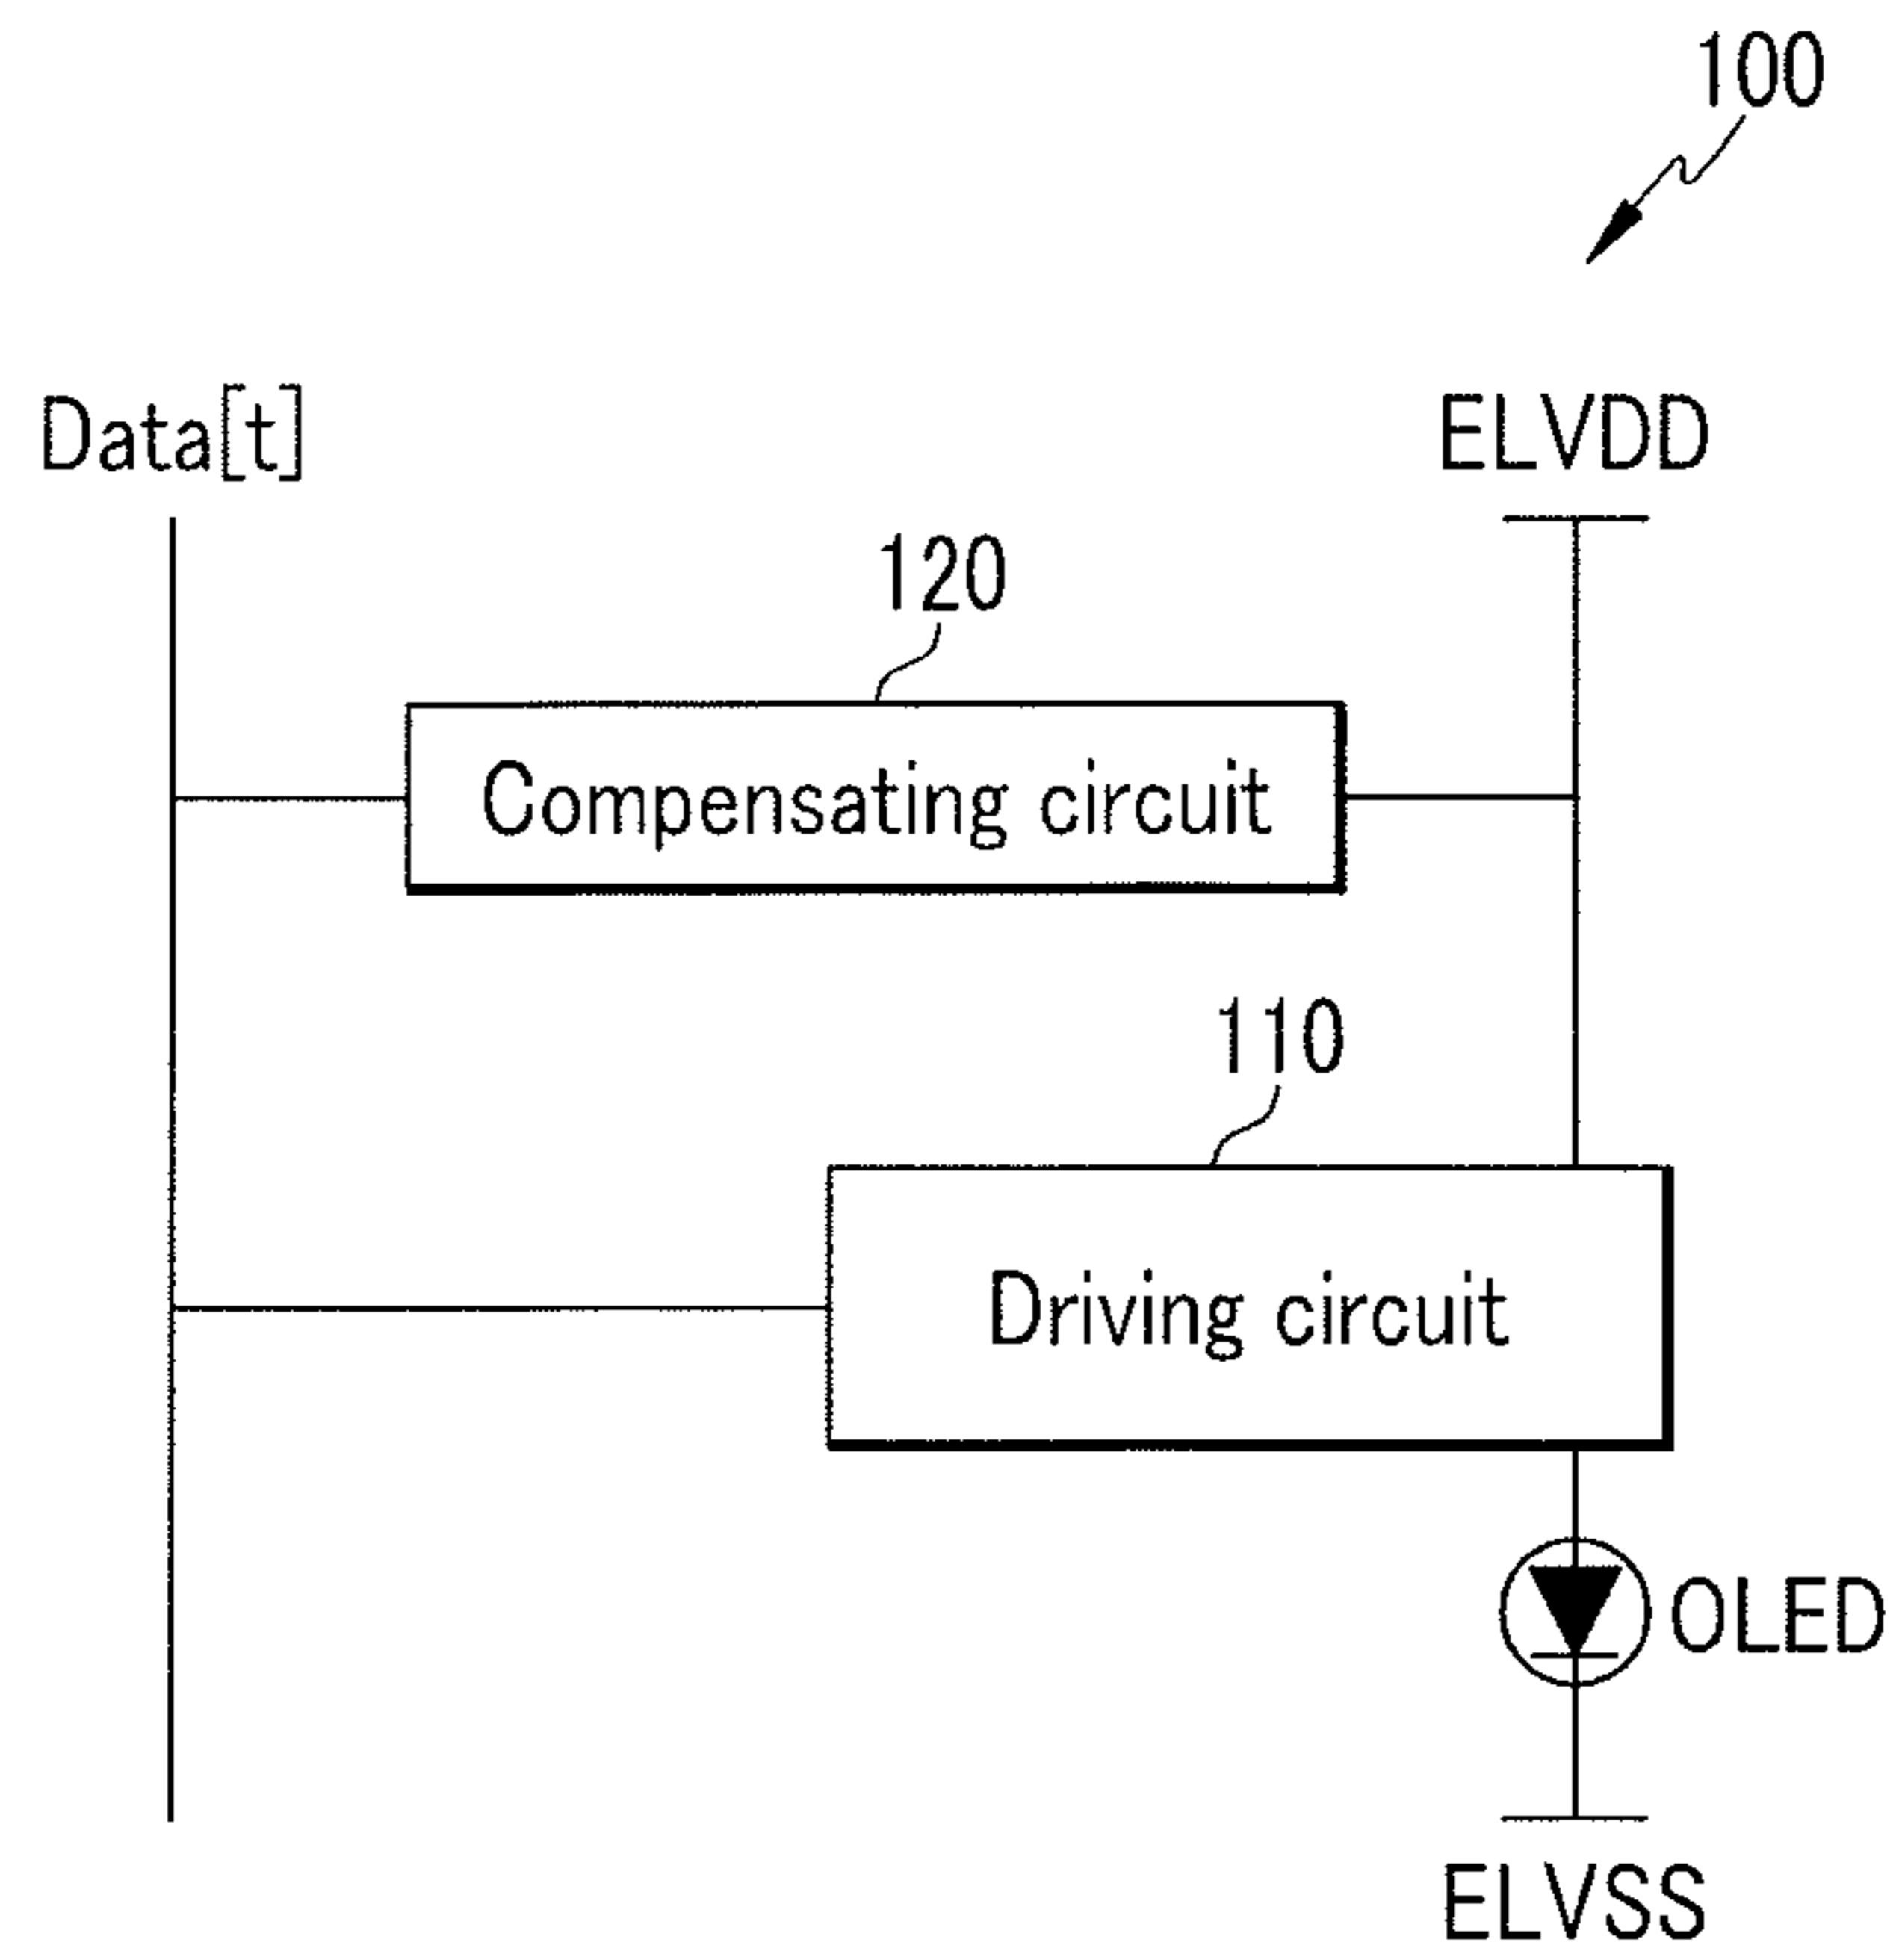 100
Data[t]
ELVDD
120
Compensating circuit
110
Driving circuit
OLED
ELVSS